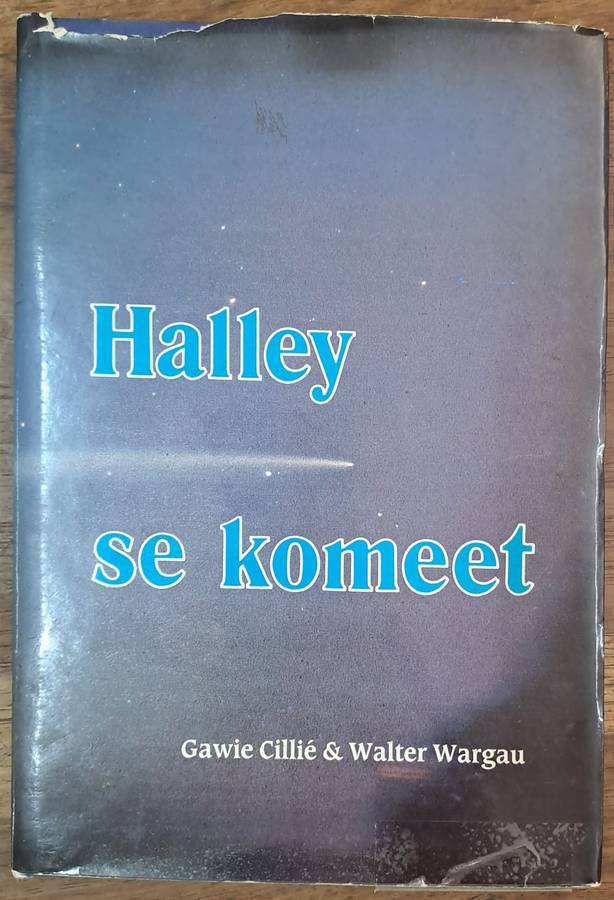 Halley
se komeet
Gawie Cillié & Walter Wargau